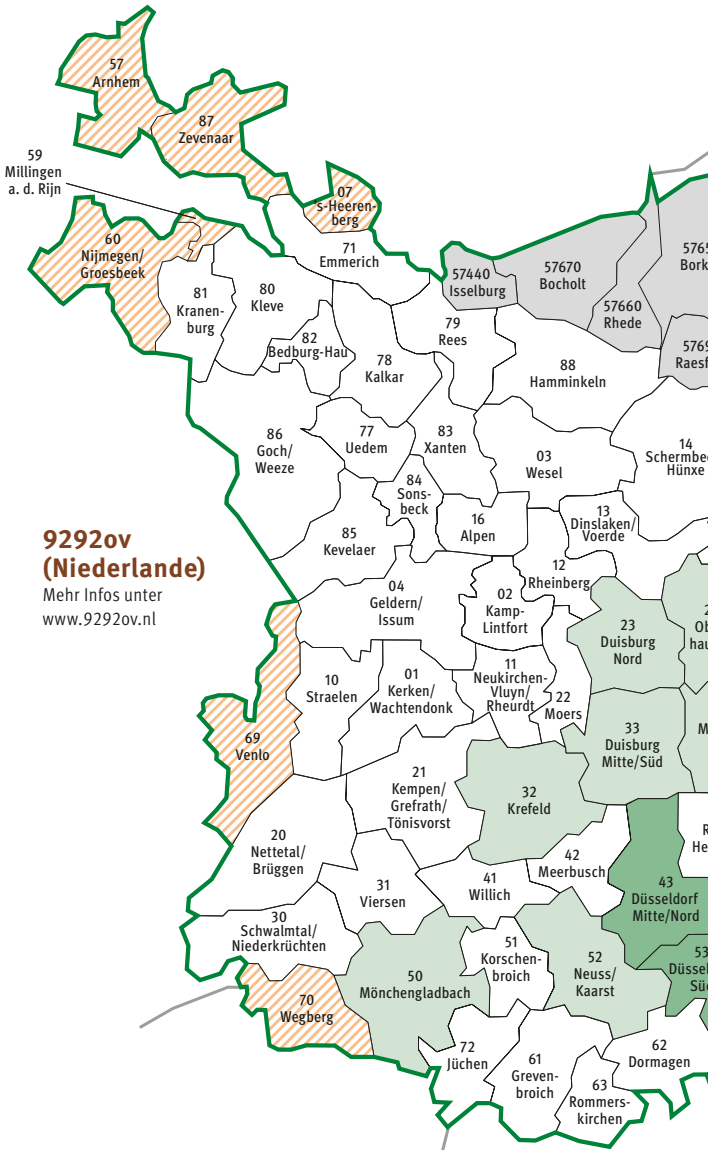 57
Arnhem
87
Zevenaar
59
Millingen
a. d. Rijn
07
's-Heeren-
berg
60
Nijmegen/
Groesbeek
71
Emmerich
57440
Isselburg
57670
Bocholt
57660
Rhede
81
Kranen-
burg
80
Kleve
82
Bedburg-Hau
79
Rees
78
Kalkar
88
Hamminkeln
86
Goch/
Weeze
77
Uedem
83
Xanten
03
Wesel
14
Hünxe
84
Sons-
beck
16
Alpen
13
Dinslaken/
Voerde
85
Kevelaer
12
Rheinberg
9292ov
(Niederlande)
Mehr Infos unter
www.9292ov.nl
04
Geldern/
Issum
02
Kamp-
Lintfort
23
Duisburg
Nord
10
Straelen
01
Kerken/
Wachtendonk
11
Neukirchen-
Vluyn/
Rheurdt
22
Moers
69
Venlo
33
Duisburg
Mitte/Süd
21
Kempen/
Grefrath/
Tönisvorst
32
Krefeld
20
Nettetal/
Brüggen
42
Meerbusch
31
Viersen
41
Willich
43
Düsseldorf
Mitte/Nord
30
Schwalmtal/
Niederkrüchten
51
Korschen-
broich
52
Neuss/
Kaarst
53
50
Mönchengladbach
70
Wegberg
72
Jüchen
61
Greven-
broich
62
Dormagen
63
Rommers-
kirchen